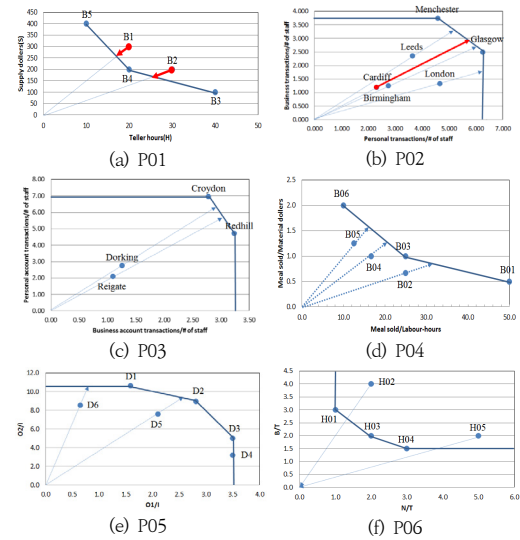 Supply dollars(S)
500
450
400
350
300
250
200
150
100
50
0
B5
B1
B2
B4
B3
0
10
20
30
40
50
Teller hours(H)
(a) P01
Business transactions/# of staff
4.000
3.500
3.000
2.500
2.000
1.500
1.000
0.500
0.000
Menchester
Glasgow
Leeds
Cardiff
London
Birmingham
0.000
1.000
2.000
3.000
4.000
5.000
6.000
7.000
Personal transactions/# of staff
(b) P02
Personal account transactions/# of staff
8.00
7.00
6.00
5.00
4.00
3.00
2.00
1.00
0.00
Croydon
Redhill
Dorking
Reigate
0.00
0.50
1.00
1.50
2.00
2.50
3.00
3.50
Business account transactions/# of staff
(c) P03
Meal sold/Material dollers
2.5
2.0
1.5
1.0
0.5
0.0
B06
B05
B03
B04
B02
B01
0.0
10.0
20.0
30.0
40.0
50.0
Meal sold/Labour-hours
(d) P04
O2/I
12.0
10.0
8.0
6.0
4.0
2.0
0.0
D1
D2
D6
D5
D3
D4
0.0
0.5
1.0
1.5
2.0
2.5
3.0
3.5
4.0
O1/I
(e) P05
B/T
4.5
4.0
3.5
3.0
2.5
2.0
1.5
1.0
0.5
0.0
H02
H01
H03
H05
H04
0.0
1.0
2.0
3.0
4.0
5.0
6.0
N/T
(f) P06